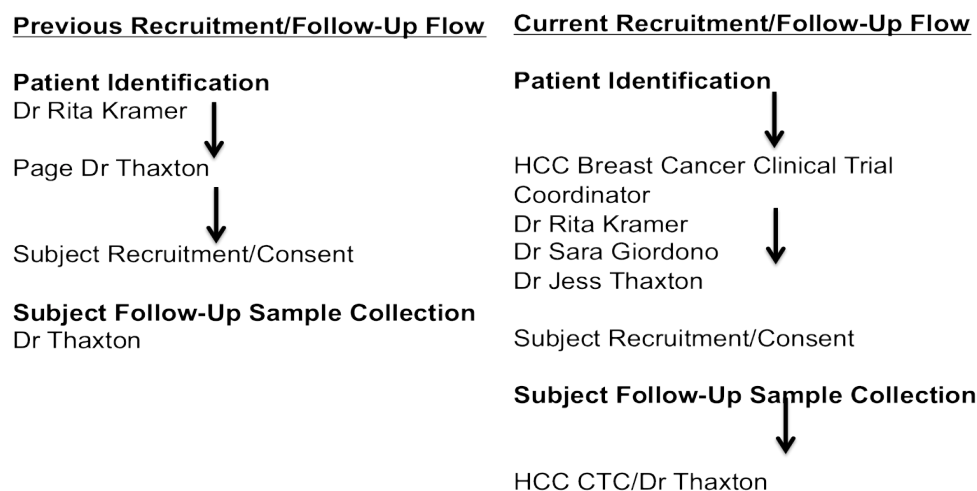 Previous Recruitment/Follow-Up Flow
Patient Identification
Dr Rita Kramer
Page Dr Thaxton
Subject Recruitment/Consent
Subject Follow-Up Sample Collection
Dr Thaxton
Current Recruitment/Follow-Up Flow
Patient Identification
HCC Breast Cancer Clinical Trial
Coordinator
Dr Rita Kramer
Dr Sara Giordono
Dr Jess Thaxton
Subject Recruitment/Consent
Subject Follow-Up Sample Collection
HCC CTC/Dr Thaxton